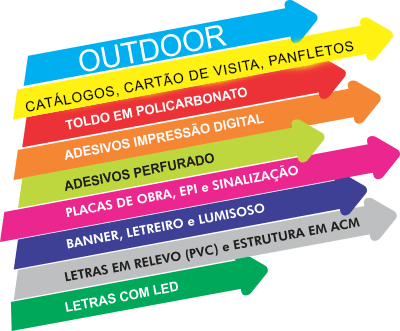 OUTDOOR
CATÁLOGOS, CARTÃO DE VISITA, PANFLETOS
TOLDO EM POLICARBONATO
ADESIVOS IMPRESSÃO DIGITAL
ADESIVOS PERFURADO
PLACAS DE OBRA, EPI e SINALIZAÇÃO
BANNER, LETREIRO e LUMISOSO
LETRAS EM RELEVO (PVC) e ESTRUTURA EM ACM
LETRAS COM LED